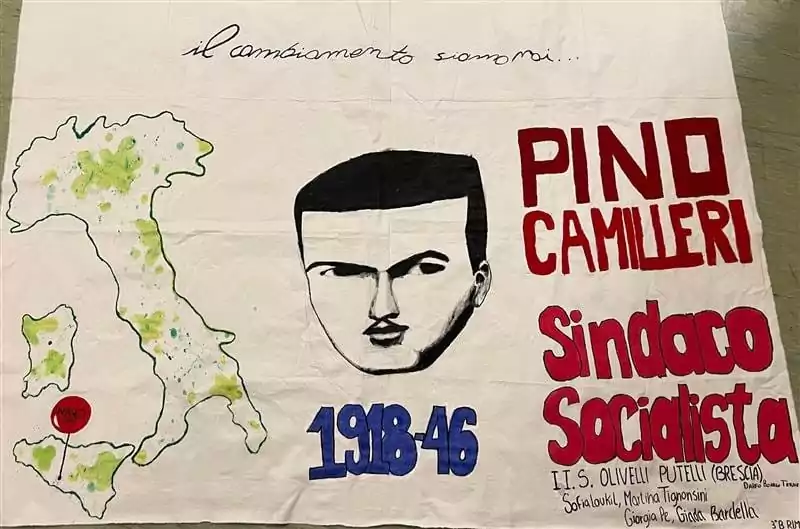 il cambiamento siamo noi...
PINO
CAMILLERI
Sindaco
Socialista
1918-46
I.I.S. OLIVELLI PUTELLI (BRESCIA)
Sofia Loukil, Martina Tignonsini
Giorgia Pe, Giada Bardella
3°B RIM